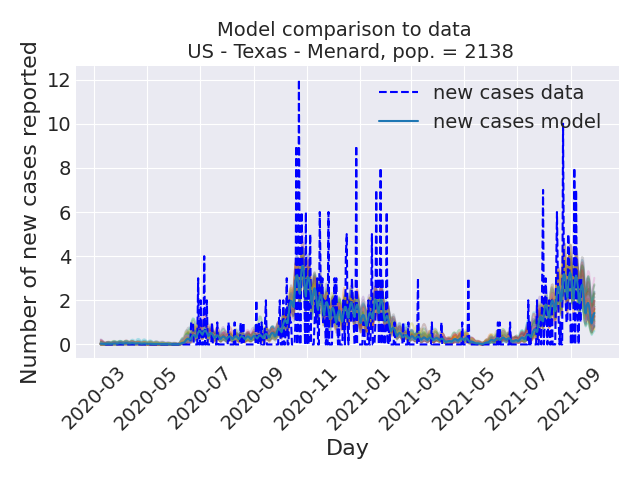 Model comparison to data
US - Texas - Menard, pop. = 2138
new cases data
new cases model
Number of new cases reported
12
10
8
6
4
2
0
2020-03
2020-05
2020-07
2020-09
2020-11
2021-01
2021-03
2021-05
2021-07
2021-09
Day